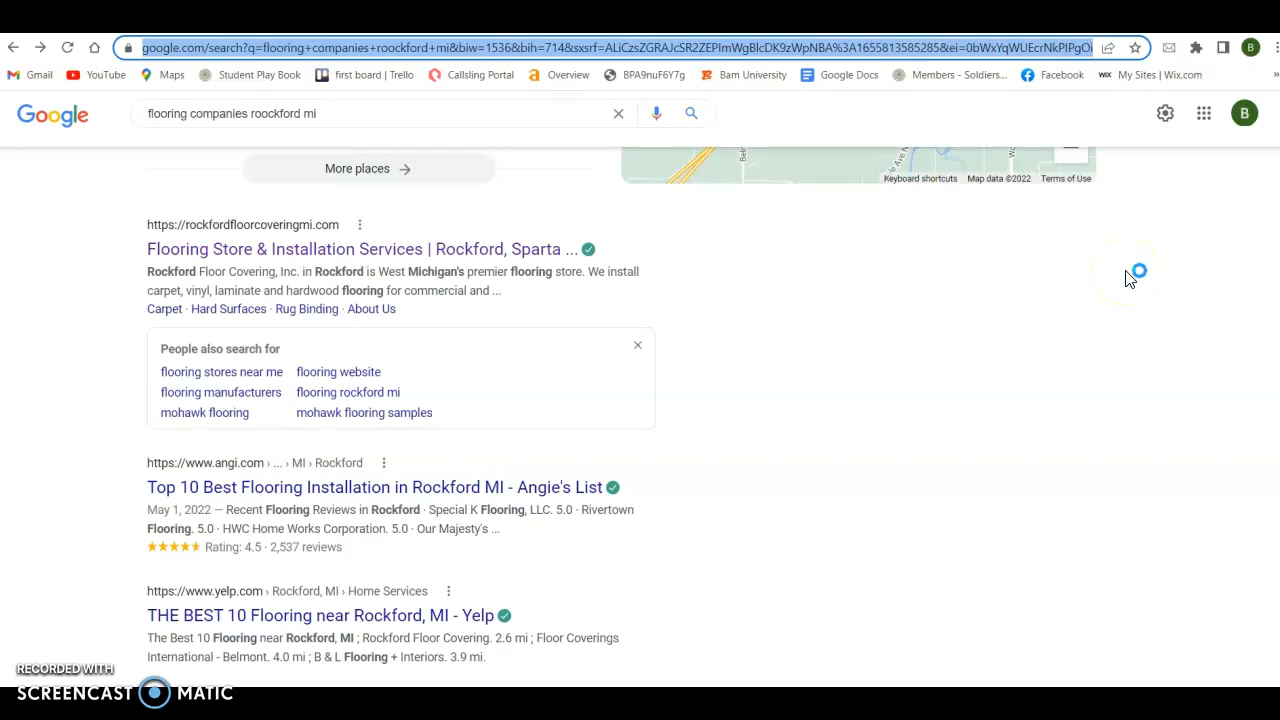 google.com/search?q=flooring+companies+roockford+mi&biw=1536&bih=714&sxsrf=ALiCzsZGRAJcSR2ZEPImWgBlcDK9zWpNBA%3A1655813585285&ei=0bWxYqWUEcrNkPIPgOi
Gmail YouTube Maps Student Play Book first board | Trello Callsling Portal Overview BPA9nuF6Y7g Bam University Google Docs Members - Soldiers... Facebook WiX My Sites | Wix.com »
Google flooring companies roockford mi B
More places
Keyboard shortcuts Map data ©2022 Terms of Use
https://rockfordfloorcoveringmi.com
Flooring Store & Installation Services | Rockford, Sparta ...
Rockford Floor Covering, Inc. in Rockford is West Michigan's premier flooring store. We install
carpet, vinyl, laminate and hardwood flooring for commercial and ...
Carpet · Hard Surfaces · Rug Binding · About Us
People also search for
flooring stores near me flooring website
flooring manufacturers flooring rockford mi
mohawk flooring mohawk flooring samples
https://www.angi.com › ... › MI › Rockford
Top 10 Best Flooring Installation in Rockford MI - Angie's List
May 1, 2022 — Recent Flooring Reviews in Rockford · Special K Flooring, LLC. 5.0 · Rivertown
Flooring. 5.0 · HWC Home Works Corporation. 5.0 · Our Majesty's ...
Rating: 4.5 · 2,537 reviews
https://www.yelp.com › Rockford, MI › Home Services
THE BEST 10 Flooring near Rockford, MI - Yelp
The Best 10 Flooring near Rockford, MI ; Rockford Floor Covering. 2.6 mi ; Floor Coverings
International - Belmont. 4.0 mi ; B & L Flooring + Interiors. 3.9 mi.
RECORDED WITH
SCREENCAST MATIC